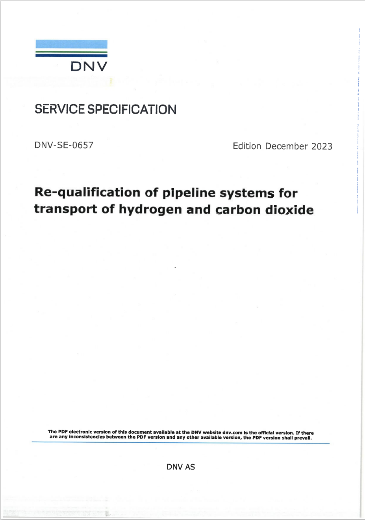 DNV
SERVICE SPECIFICATION
DNV-SE-0657 Edition December 2023
Re-qualification of pipeline systems for
transport of hydrogen and carbon dioxide
The PDF electronic version of this document available at the DNV website dnv.com is the official version. If there
are any inconsistencies between the PDF version and any other available version, the PDF version shall prevail.
DNV AS